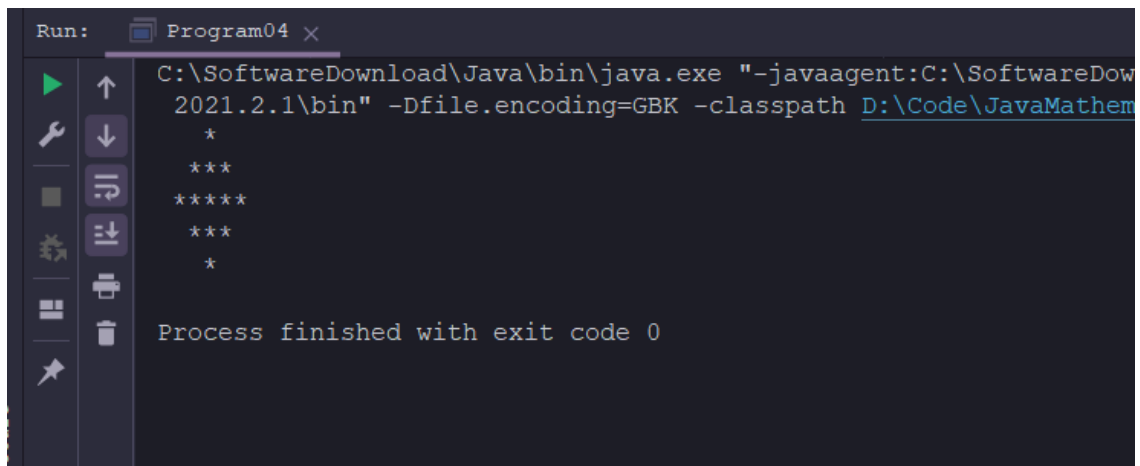 Run: Program04
C:\SoftwareDownload\Java\bin\java.exe "-javaagent:C:\SoftwareDow
 2021.2.1\bin" -Dfile.encoding=GBK -classpath D:\Code\JavaMathem
   *
  ***
 *****
  ***
   *
Process finished with exit code 0